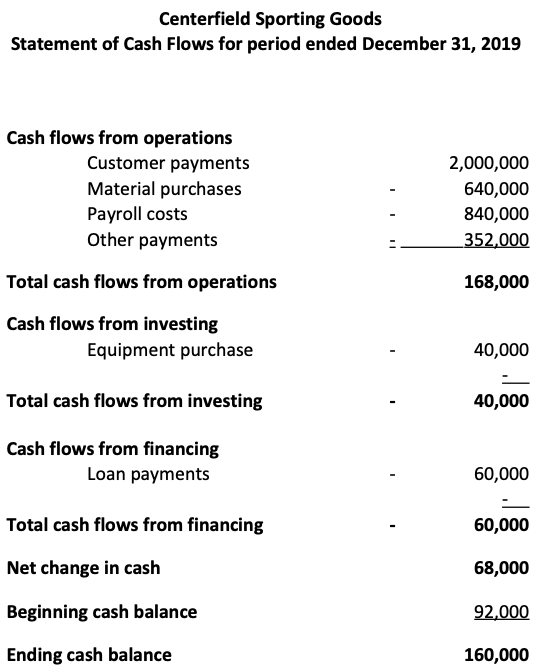 Centerfield Sporting Goods
Statement of Cash Flows for period ended December 31, 2019
Cash flows from operations
Customer payments 2,000,000
Material purchases - 640,000
Payroll costs - 840,000
Other payments - 352,000
Total cash flows from operations 168,000
Cash flows from investing
Equipment purchase - 40,000
-
Total cash flows from investing - 40,000
Cash flows from financing
Loan payments - 60,000
-
Total cash flows from financing - 60,000
Net change in cash 68,000
Beginning cash balance 92,000
Ending cash balance 160,000